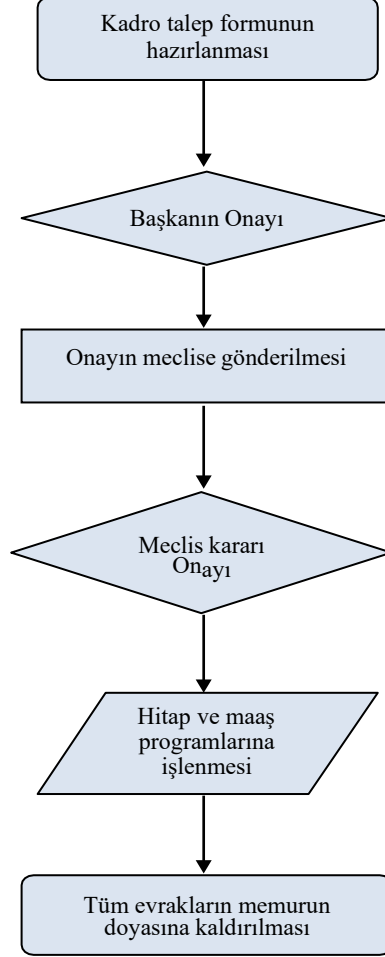 Kadro talep formunun
hazırlanması
Başkanın Onayı
Onayın meclise gönderilmesi
Meclis kararı
Onayı
Hitap ve maaş
programlarına
işlenmesi
Tüm evrakların memurun
doyasına kaldırılması